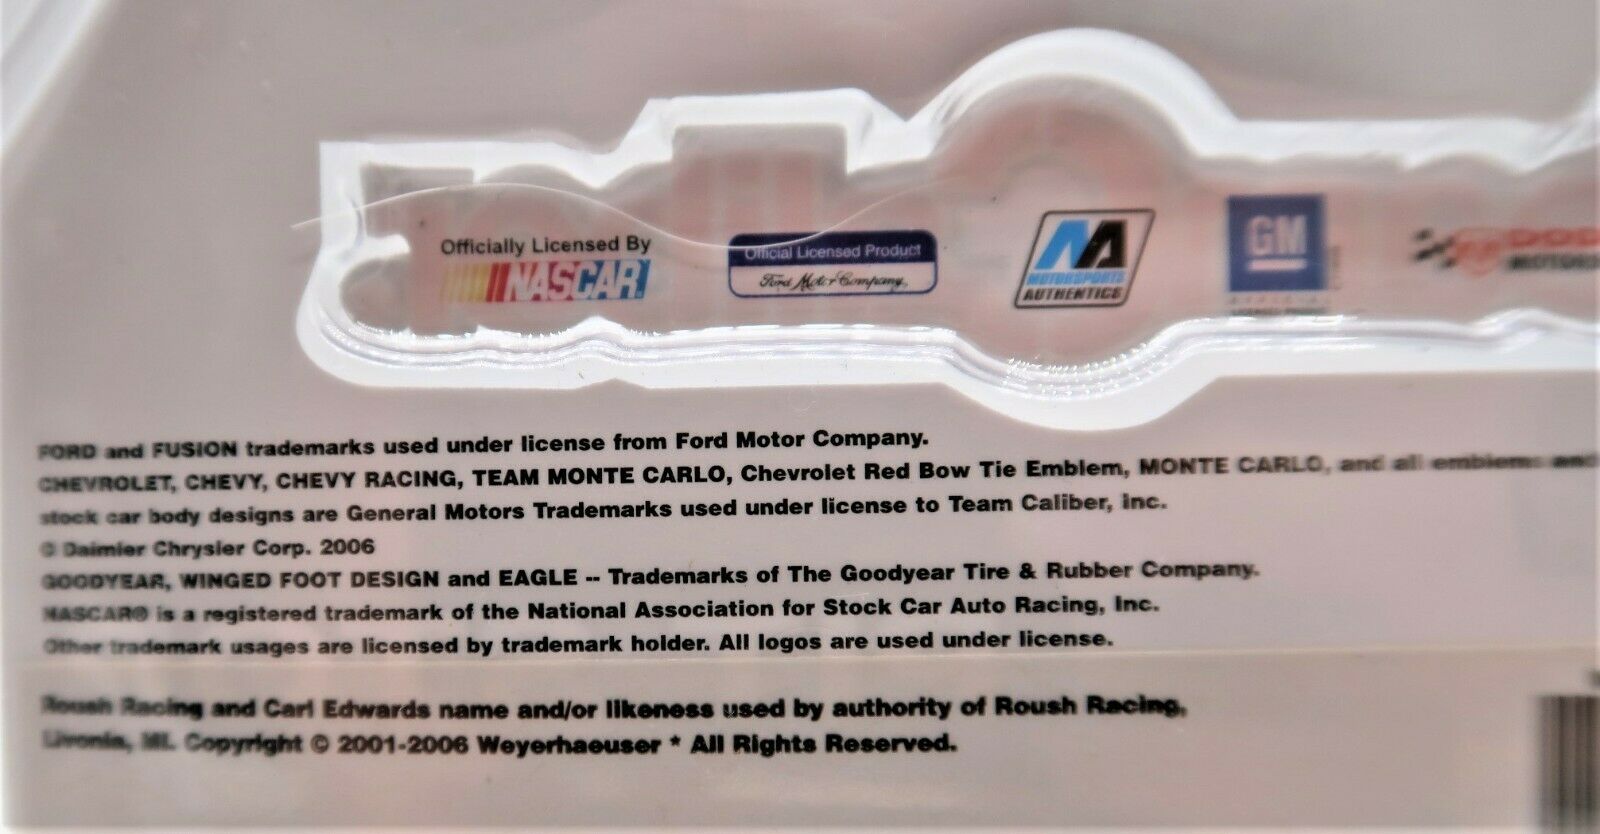 Officially Licensed By
NASCAR
Official Licensed Product
Ford Motor Company
MA
MOTORSPORTS
AUTHENTICS
GM
OFFICIAL
FORD and FUSION trademarks used under license from Ford Motor Company.
CHEVROLET, CHEVY, CHEVY RACING, TEAM MONTE CARLO, Chevrolet Red Bow Tie Emblem, MONTE CARLO, and all emblems and
stock car body designs are General Motors Trademarks used under license to Team Caliber, Inc.
© Daimler Chrysler Corp. 2006
GOODYEAR, WINGED FOOT DESIGN and EAGLE -- Trademarks of The Goodyear Tire & Rubber Company.
NASCAR® is a registered trademark of the National Association for Stock Car Auto Racing, Inc.
Other trademark usages are licensed by trademark holder. All logos are used under license.
Roush Racing and Carl Edwards name and/or likeness used by authority of Roush Racing,
Livonia, MI. Copyright © 2001-2006 Weyerhaeuser * All Rights Reserved.